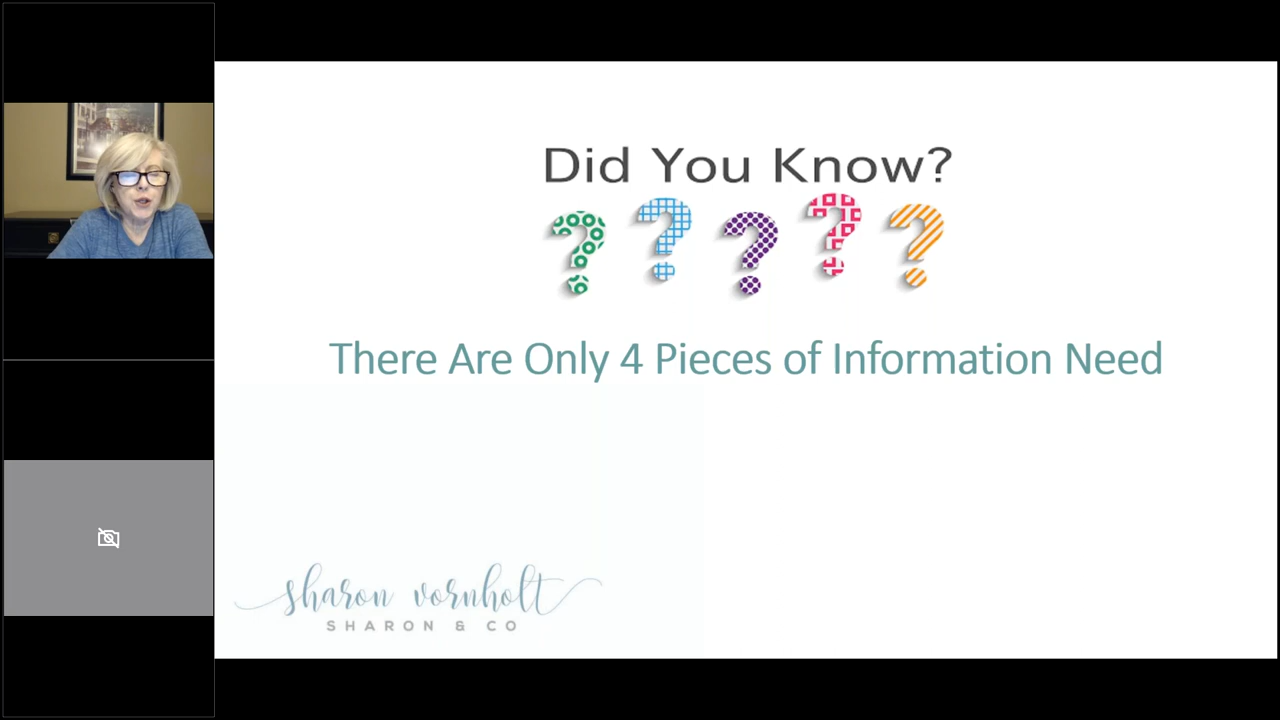 Did You Know?
? ? ? ? ?
There Are Only 4 Pieces of Information Need
sharon vornholt
SHARON & CO